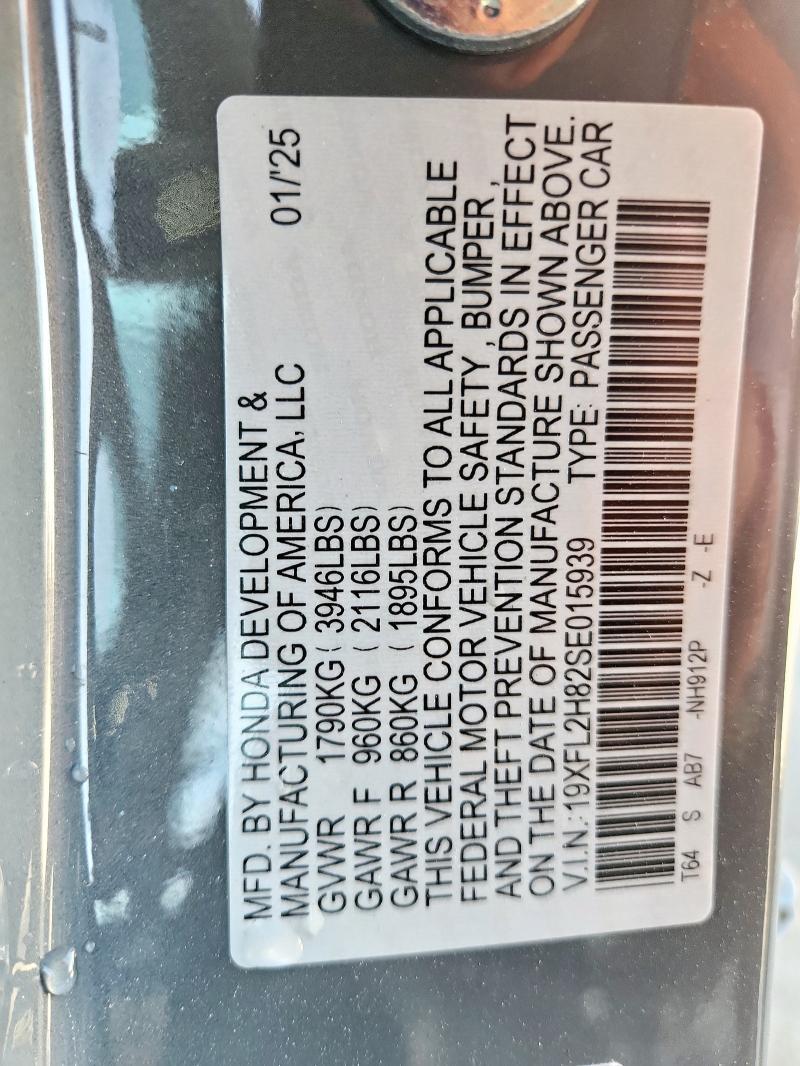 MFD. BY HONDA DEVELOPMENT &
MANUFACTURING OF AMERICA, LLC 01/'25
GVWR 1790KG (3946LBS)
GAWR F 960KG (2116LBS)
GAWR R 860KG (1895LBS)
THIS VEHICLE CONFORMS TO ALL APPLICABLE
FEDERAL MOTOR VEHICLE SAFETY, BUMPER,
AND THEFT PREVENTION STANDARDS IN EFFECT
ON THE DATE OF MANUFACTURE SHOWN ABOVE.
V.I.N.:19XFL2H82SE015939 TYPE: PASSENGER CAR
T64 S AB7 -NH912P -Z -E